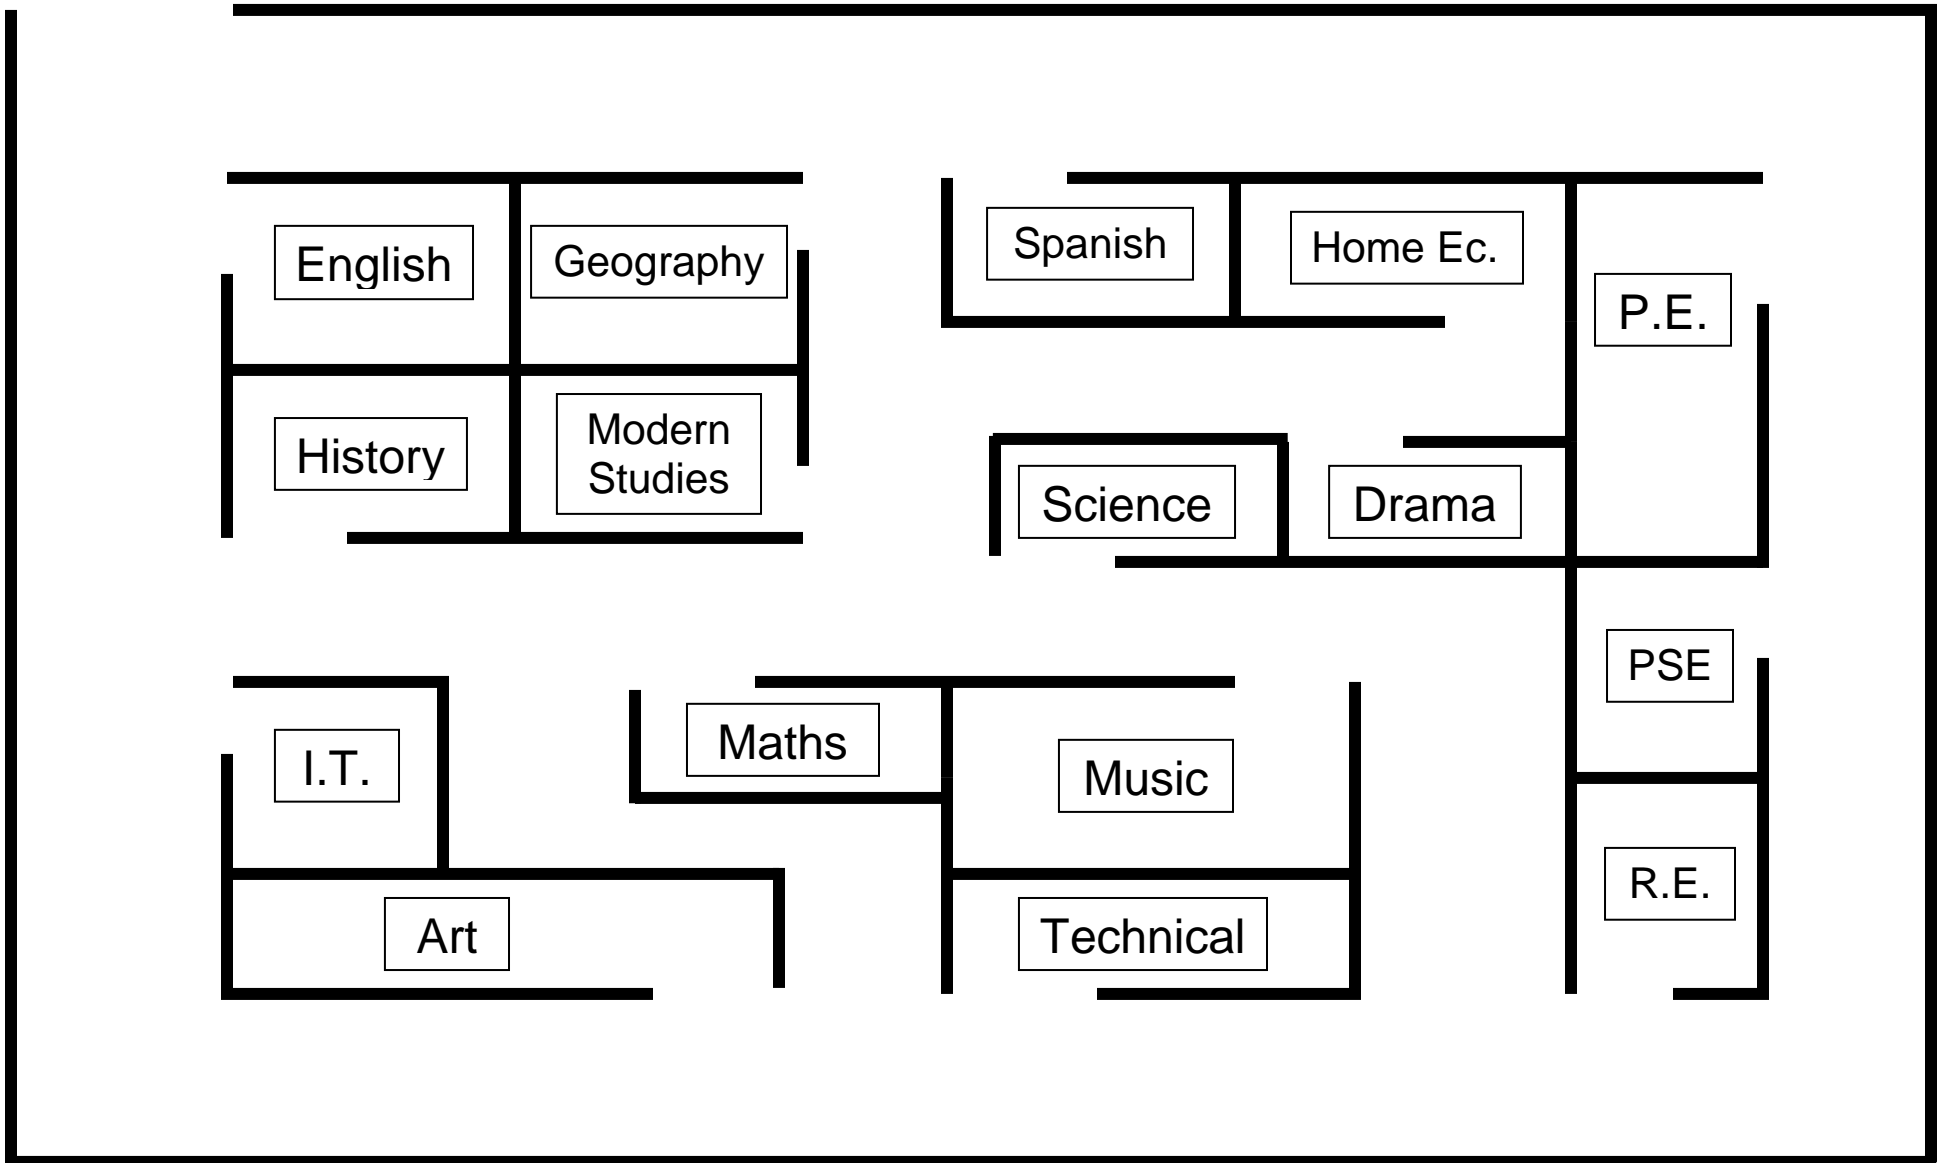 English
Geography
Spanish
Home Ec.
P.E.
History
Modern
Studies
Science
Drama
PSE
I.T.
Maths
Music
R.E.
Art
Technical